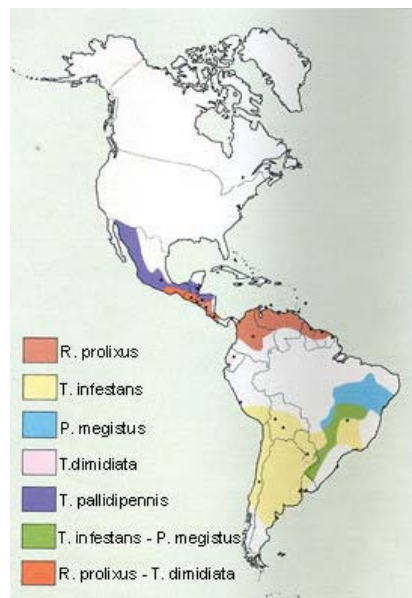 R. prolixus
T. infestans
P. megistus
T.dimidiata
T. pallidipennis
T. infestans - P. megistus
R. prolixus - T. dimidiata